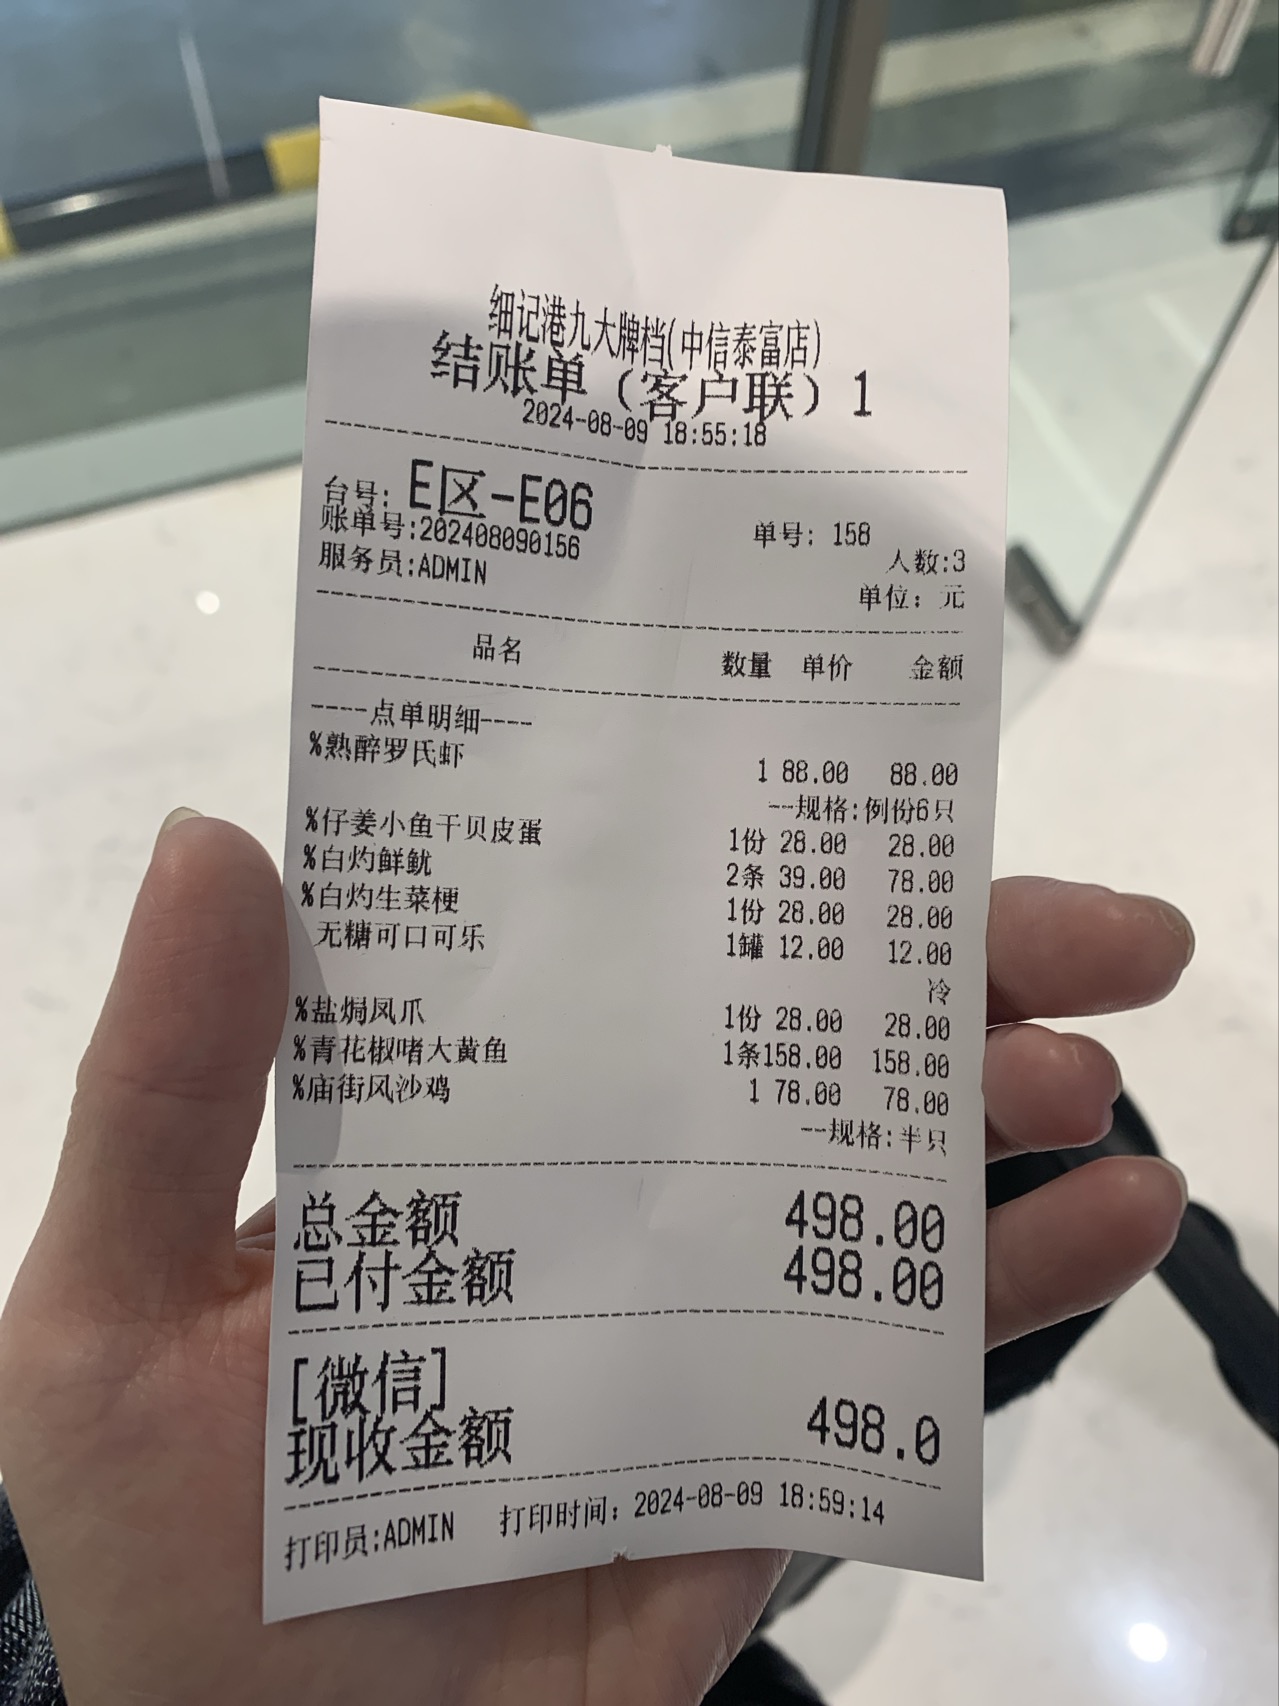 细记港九大牌档(中信泰富店)
结账单（客户联）1
2024-08-09 18:55:18
台号: E区-E06
单号: 158
账单号:202408090156
人数:3
服务员:ADMIN
单位: 元
品名 数量 单价 金额
----点单明细----
%熟醉罗氏虾 1 88.00 88.00
--规格:例份6只
%仔姜小鱼干贝皮蛋 1份 28.00 28.00
%白灼鲜鱿 2条 39.00 78.00
%白灼生菜梗 1份 28.00 28.00
无糖可口可乐 1罐 12.00 12.00
冷
%盐焗凤爪 1份 28.00 28.00
%青花椒啫大黄鱼 1条158.00 158.00
%庙街风沙鸡 1 78.00 78.00
--规格:半只
总金额 498.00
已付金额 498.00
[微信]
现收金额 498.0
打印员:ADMIN 打印时间: 2024-08-09 18:59:14